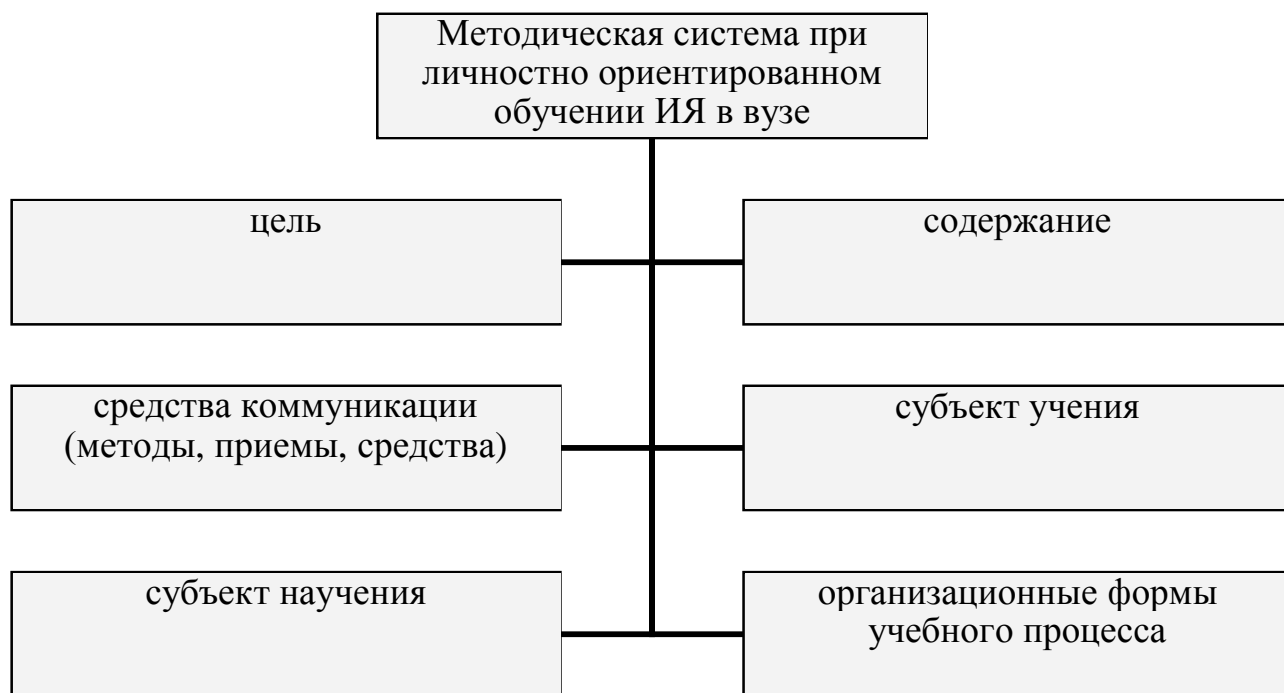 Методическая система при
личностно ориентированном
обучении ИЯ в вузе
цель
содержание
средства коммуникации
(методы, приемы, средства)
субъект учения
субъект научения
организационные формы
учебного процесса